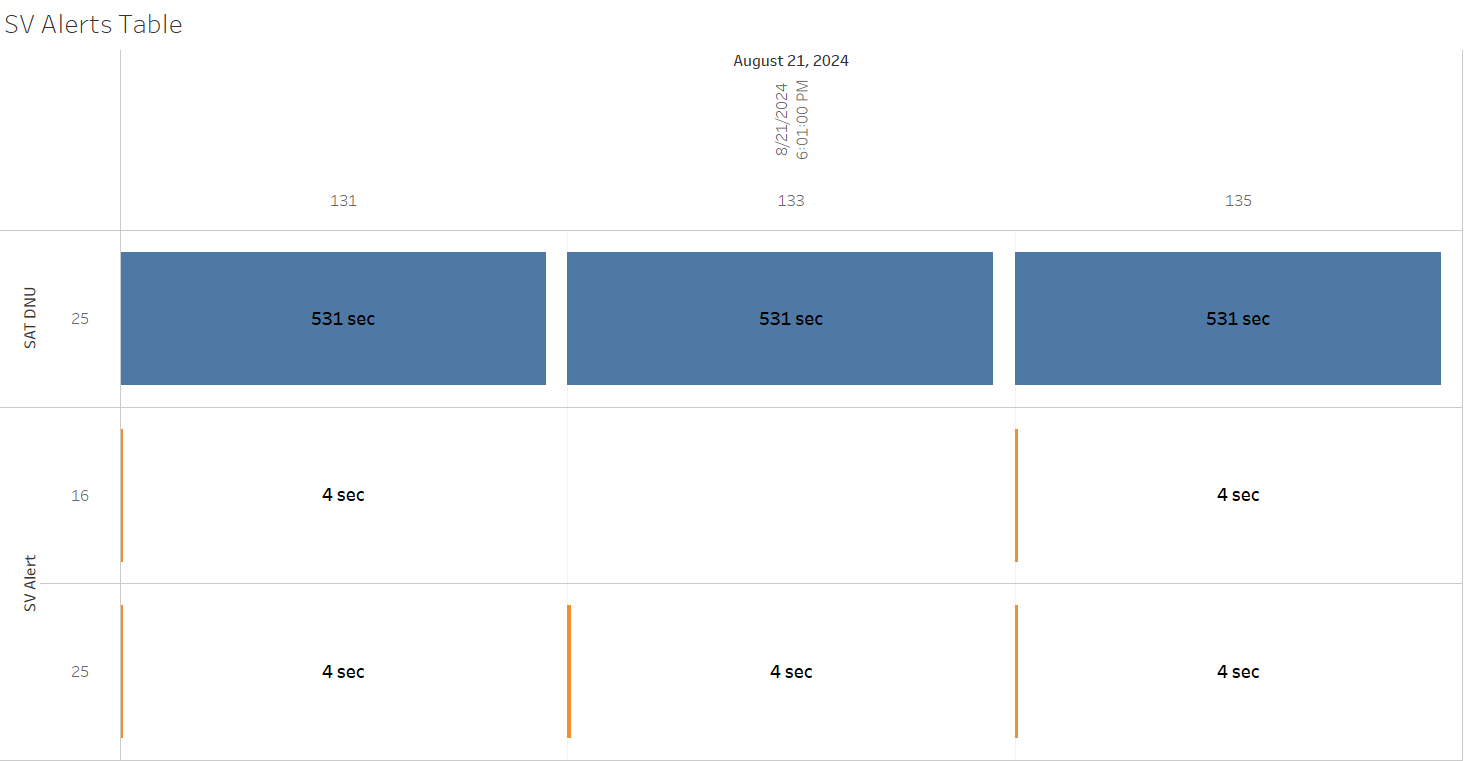 SV Alerts Table
August 21, 2024
8/21/2024
6:01:00 PM
131 133 135
SAT DNU
25 531 sec 531 sec 531 sec
SV Alert
16 4 sec 4 sec
25 4 sec 4 sec 4 sec